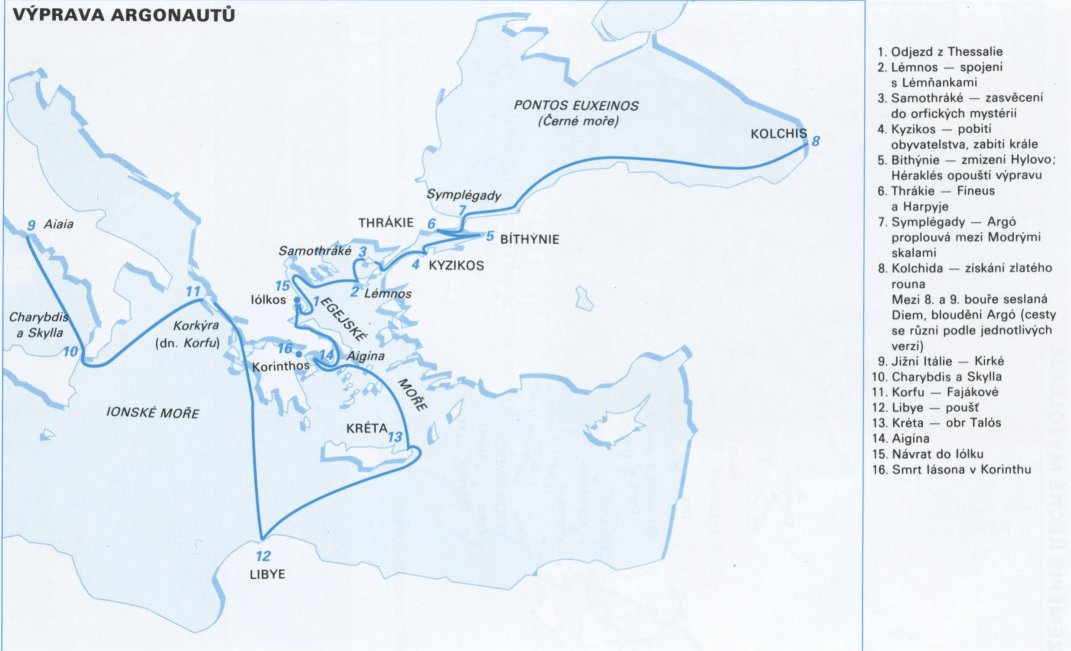 VÝPRAVA ARGONAUTŮ
PONTOS EUXEINOS
(Černé moře)
KOLCHIS
8
Symplégady
7
THRÁKIE
6
5 BÍTHÝNIE
4
KYZIKOS
Samothráké
3
2
Lémnos
15
Iólkos
1
EGEJSKÉ
MOŘE
9 Aiaia
11
Korkýra
(dn. Korfu)
Charybdis
a Skylla
10
16
Korinthos
14 Aigína
IONSKÉ MOŘE
KRÉTA
13
12
LIBYE
1. Odjezd z Thessalie
2. Lémnos — spojení
s Lémňankami
3. Samothráké — zasvěcení
do orfických mystérií
4. Kyzikos — pobití
obyvatelstva, zabití krále
5. Bíthýnie — zmizení Hylovo;
Héraklés opouští výpravu
6. Thrákie — Fíneus
a Harpyje
7. Symplégady — Argó
proplouvá mezi Modrými
skalami
8. Kolchida — získání zlatého
rouna
Mezi 8. a 9. bouře seslaná
Diem, bloudění Argó (cesty
se různí podle jednotlivých
verzí)
9. Jižní Itálie — Kirké
10. Charybdis a Skylla
11. Korfu — Fajákové
12. Libye — poušť
13. Kréta — obr Talós
14. Aigína
15. Návrat do Iólku
16. Smrt Iásona v Korinthu